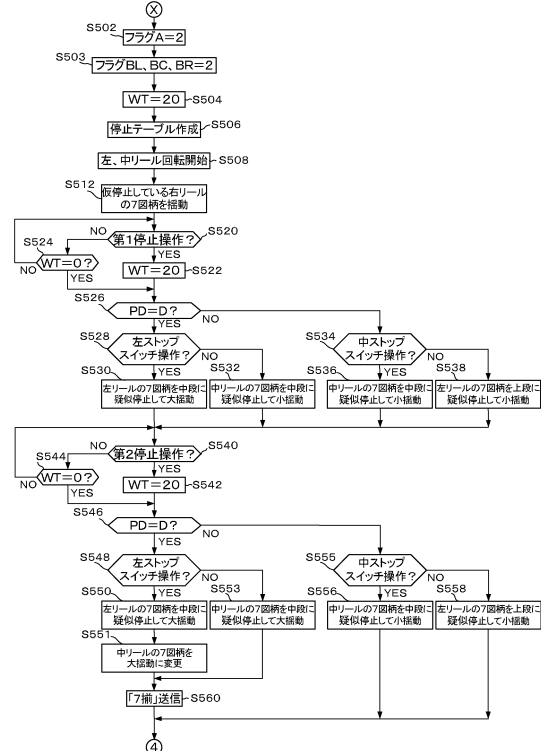 X
S502
フラグA=2
S503
フラグBL、BC、BR=2
WT=20
S504
停止テーブル作成
S506
左、中リール回転開始
S508
S512
仮停止している右リール
の7図柄を揺動
NO
第1停止操作?
S520
S524
WT=0?
NO
YES
YES
WT=20
S522
S526
PD=D?
YES
NO
S528
左ストップ
スイッチ操作?
NO
YES
S534
中ストップ
スイッチ操作?
NO
YES
S530
左リールの7図柄を中段に
疑似停止して大揺動
S532
中リールの7図柄を中段に
疑似停止して小揺動
S536
中リールの7図柄を中段に
疑似停止して小揺動
S538
左リールの7図柄を上段に
疑似停止して小揺動
NO
第2停止操作?
S540
S544
WT=0?
NO
YES
YES
WT=20
S542
S546
PD=D?
YES
NO
S548
左ストップ
スイッチ操作?
NO
YES
S555
中ストップ
スイッチ操作?
NO
YES
S550
左リールの7図柄を中段に
疑似停止して大揺動
S553
中リールの7図柄を中段に
疑似停止して大揺動
S556
中リールの7図柄を中段に
疑似停止して小揺動
S558
左リールの7図柄を上段に
疑似停止して小揺動
S551
中リールの7図柄を
大揺動に変更
「7揃」送信
S560
4